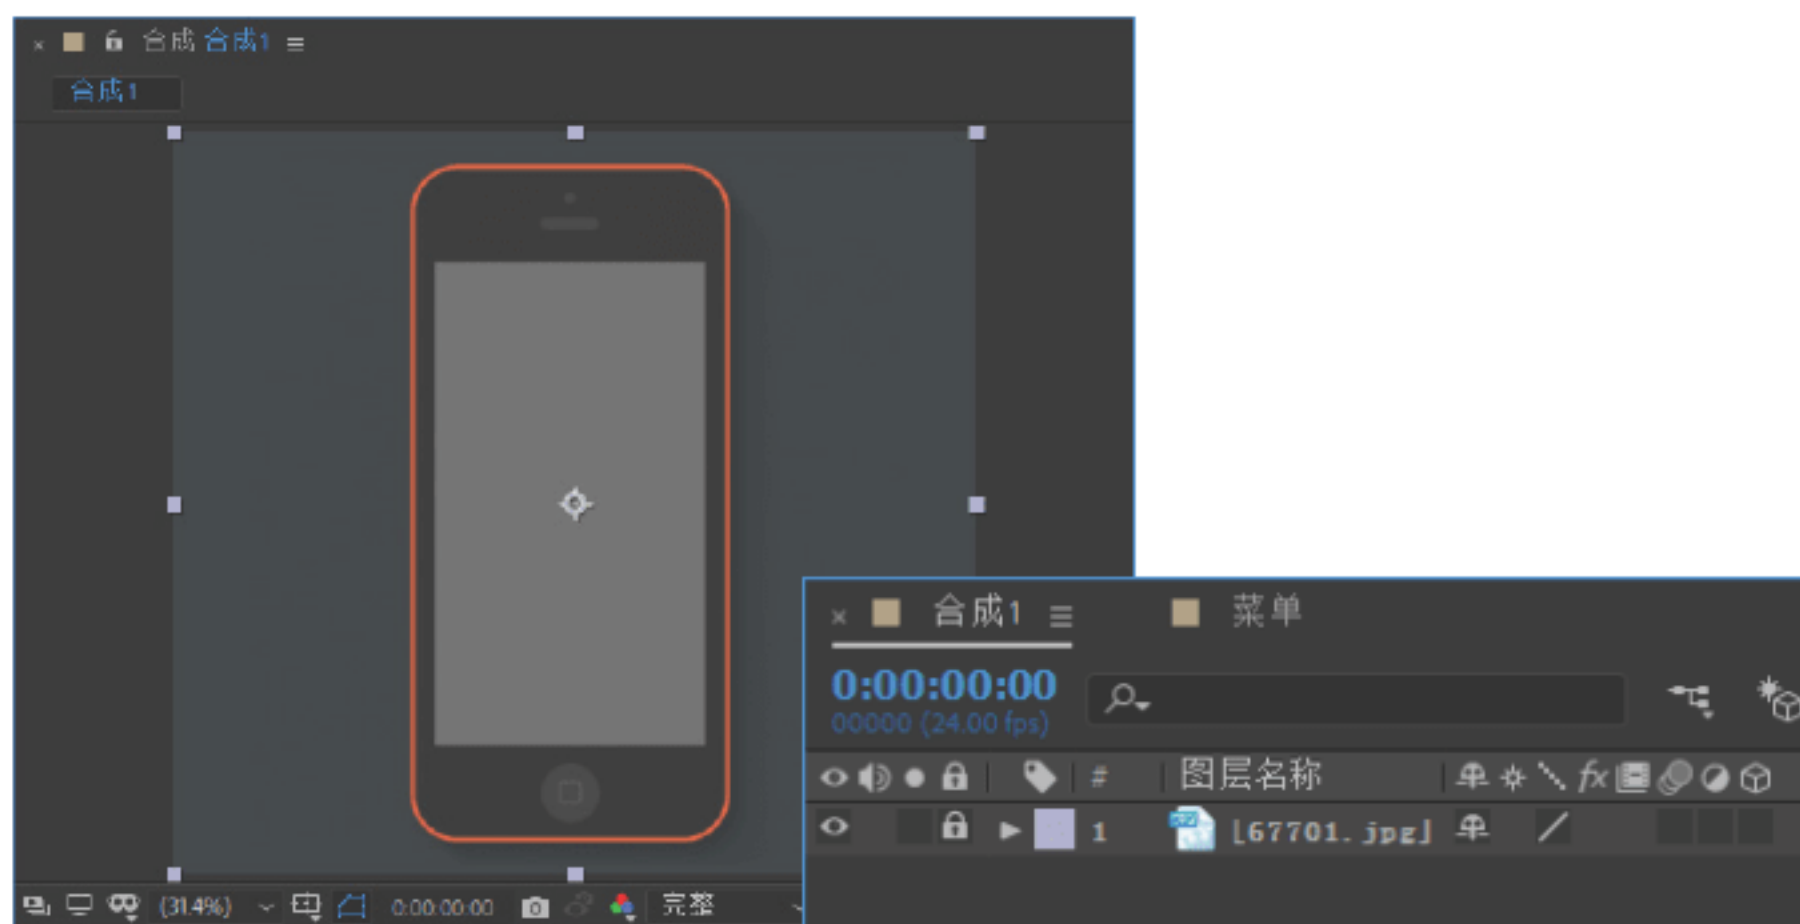 合成 合成1
合成1
(31.4%) 0:00:00:00 完整
合成1 菜单
0:00:00:00
00000 (24.00 fps)
# 图层名称 fx
1 [67701.jpg]